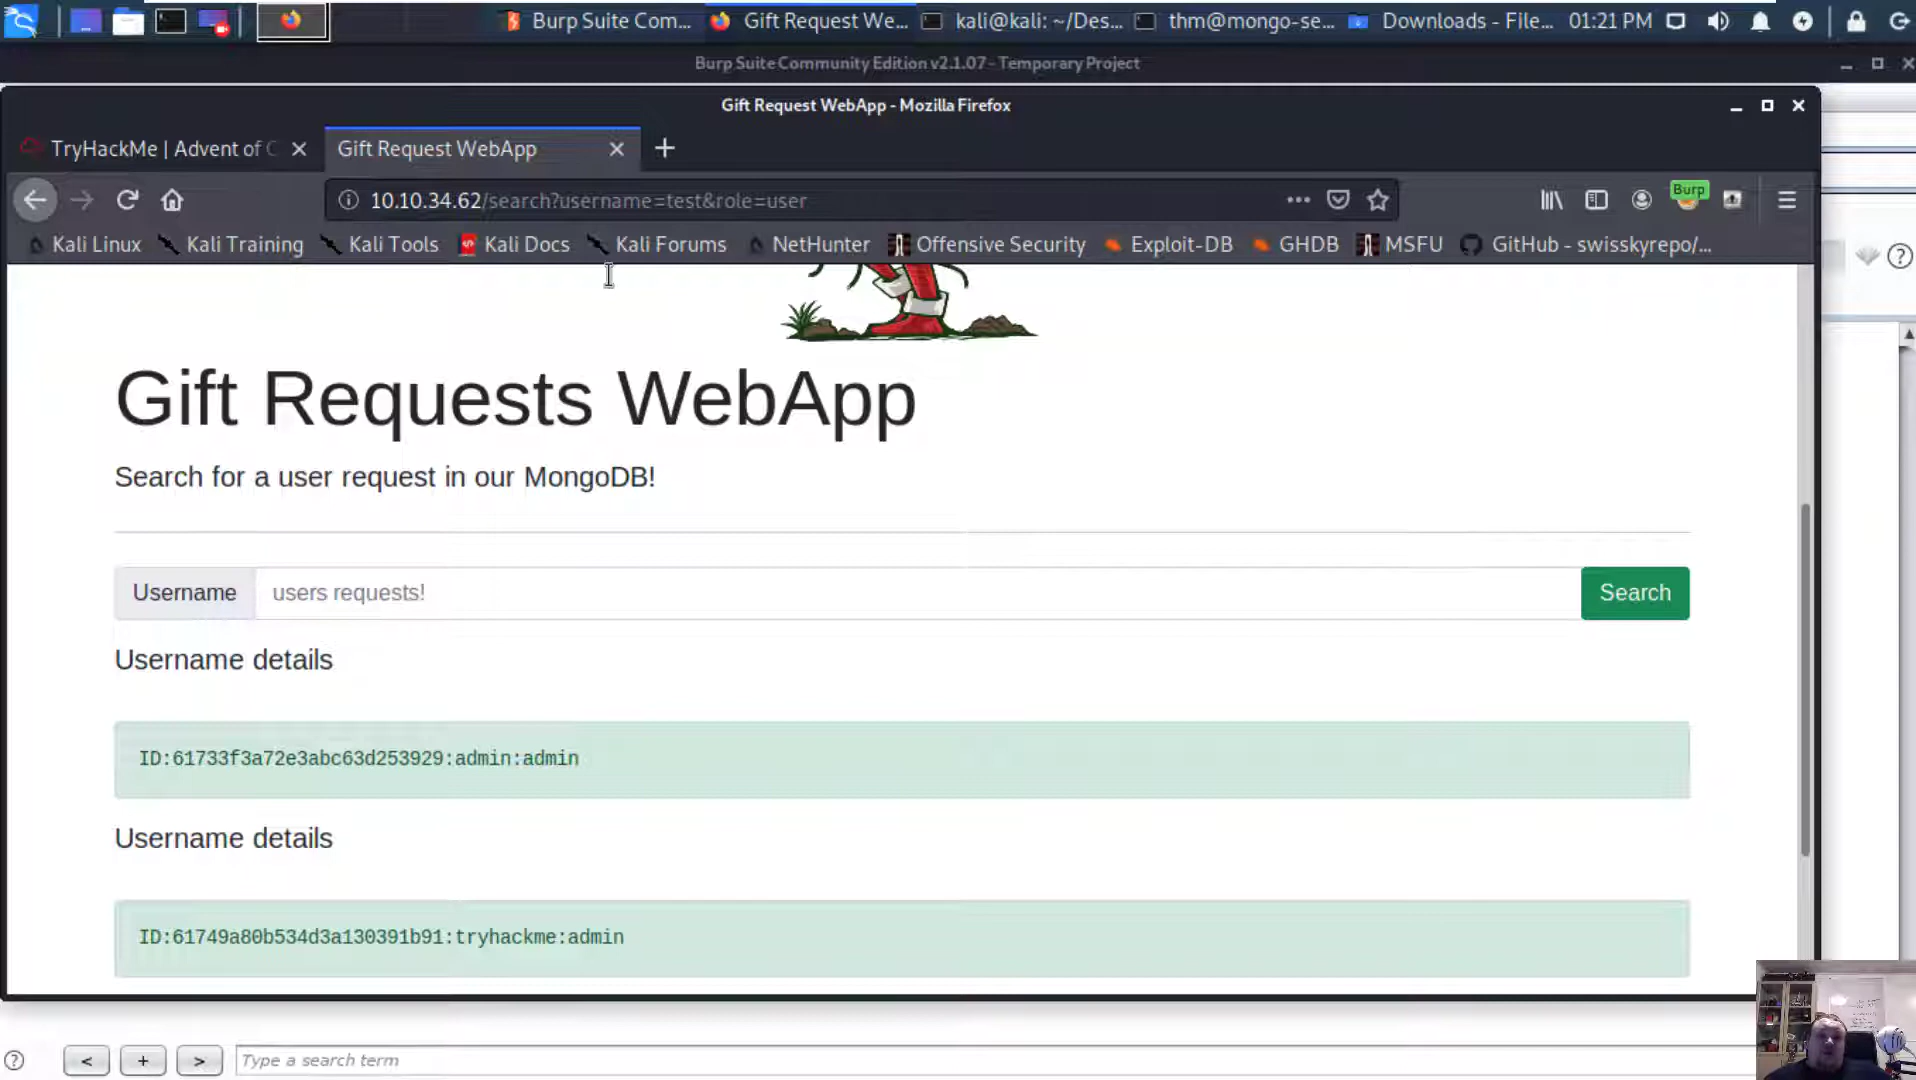 Burp Suite Com...
Gift Request We...
kali@kali: ~/Des...
thm@mongo-se...
Downloads - File...
01:21 PM
Burp Suite Community Edition v2.1.07 - Temporary Project
Gift Request WebApp - Mozilla Firefox
TryHackMe | Advent of C
Gift Request WebApp
10.10.34.62/search?username=test&role=user
Burp
Kali Linux
Kali Training
Kali Tools
Kali Docs
Kali Forums
NetHunter
Offensive Security
Exploit-DB
GHDB
MSFU
GitHub - swisskyrepo/...
Gift Requests WebApp
Search for a user request in our MongoDB!
Username
users requests!
Search
Username details
ID:61733f3a72e3abc63d253929:admin:admin
Username details
ID:61749a80b534d3a130391b91:tryhackme:admin
< + >
Type a search term